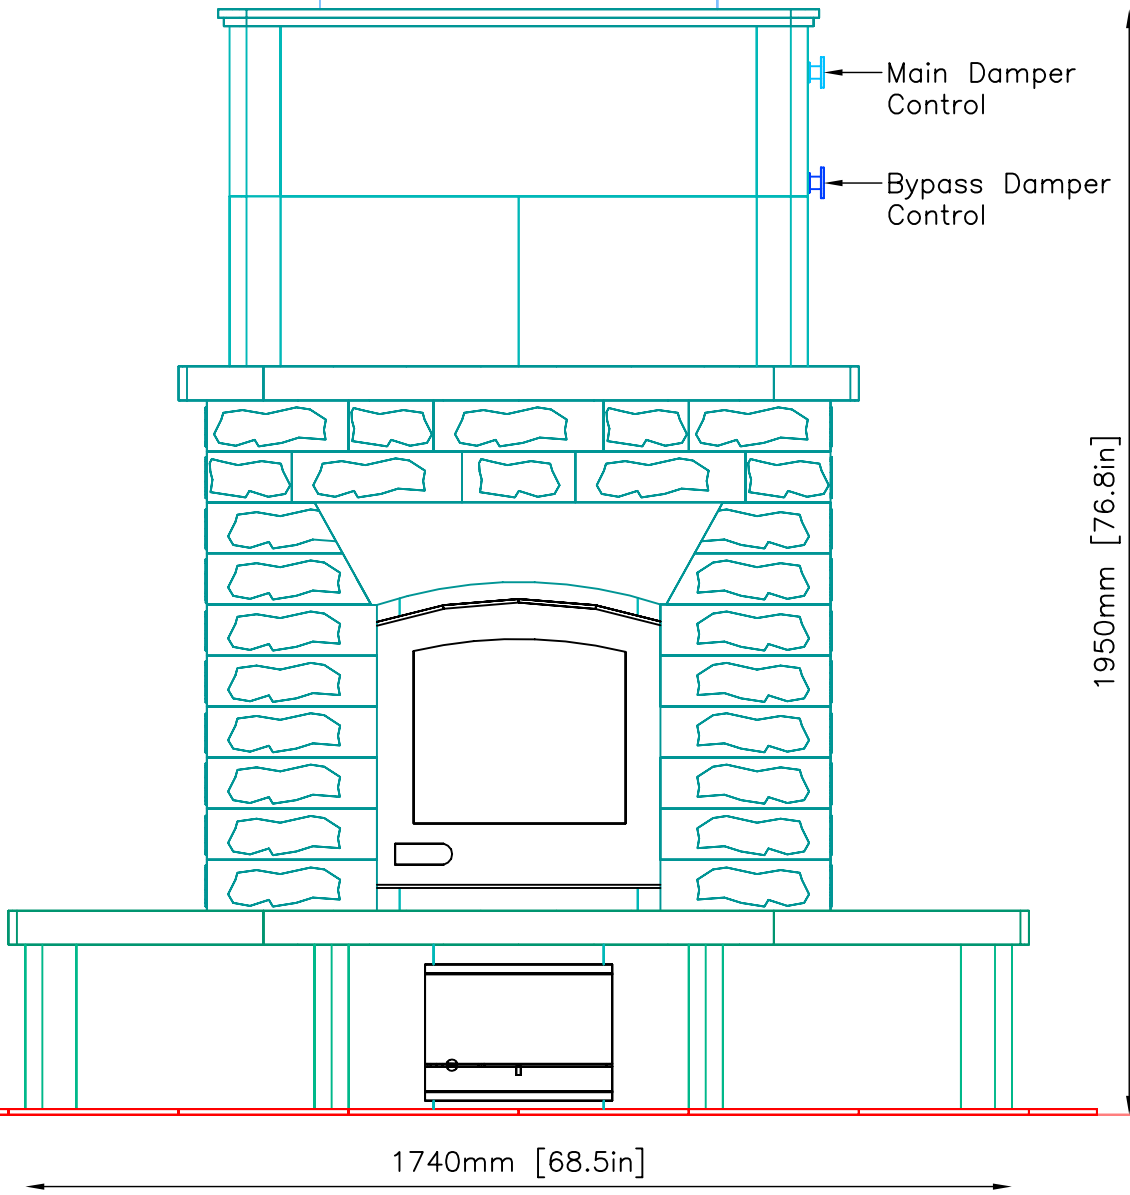 Main Damper
Control
Bypass Damper
Control
1950mm [76.8in]
1740mm [68.5in]